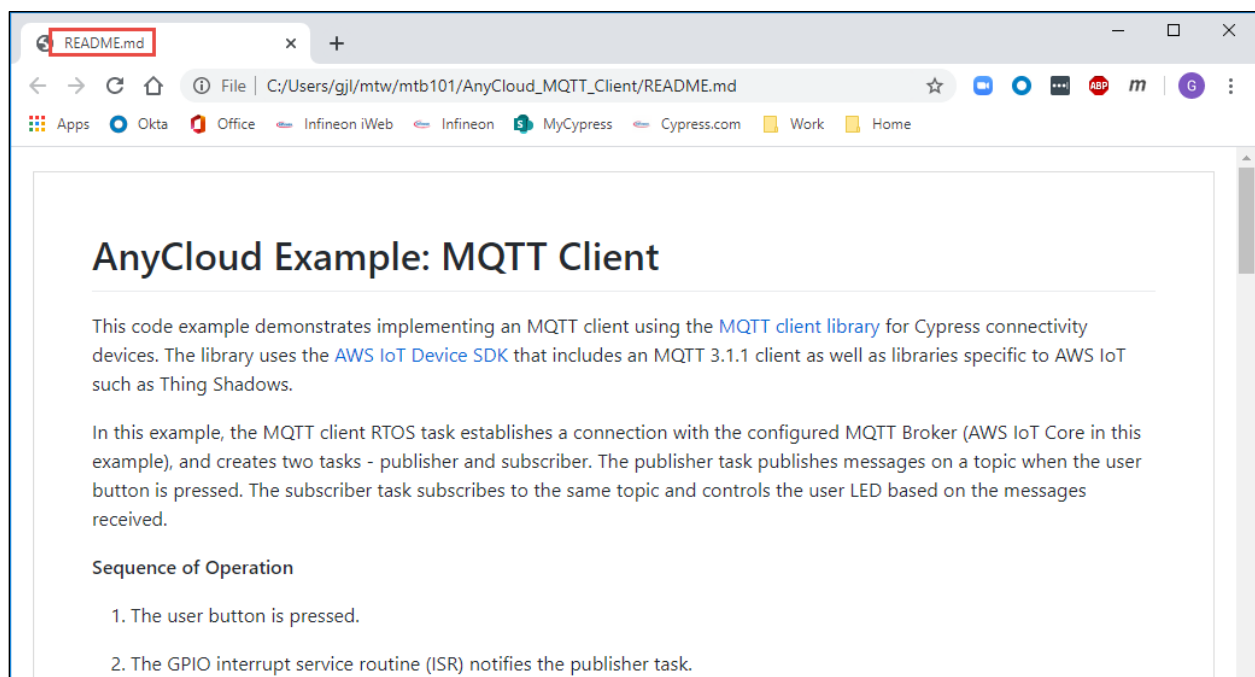 README.md
File | C:/Users/gjl/mtw/mtb101/AnyCloud_MQTT_Client/README.md
ABP m G
Apps Okta Office Infineon iWeb Infineon MyCypress Cypress.com Work Home
AnyCloud Example: MQTT Client
This code example demonstrates implementing an MQTT client using the MQTT client library for Cypress connectivity
devices. The library uses the AWS IoT Device SDK that includes an MQTT 3.1.1 client as well as libraries specific to AWS IoT
such as Thing Shadows.
In this example, the MQTT client RTOS task establishes a connection with the configured MQTT Broker (AWS IoT Core in this
example), and creates two tasks - publisher and subscriber. The publisher task publishes messages on a topic when the user
button is pressed. The subscriber task subscribes to the same topic and controls the user LED based on the messages
received.
Sequence of Operation
1. The user button is pressed.
2. The GPIO interrupt service routine (ISR) notifies the publisher task.